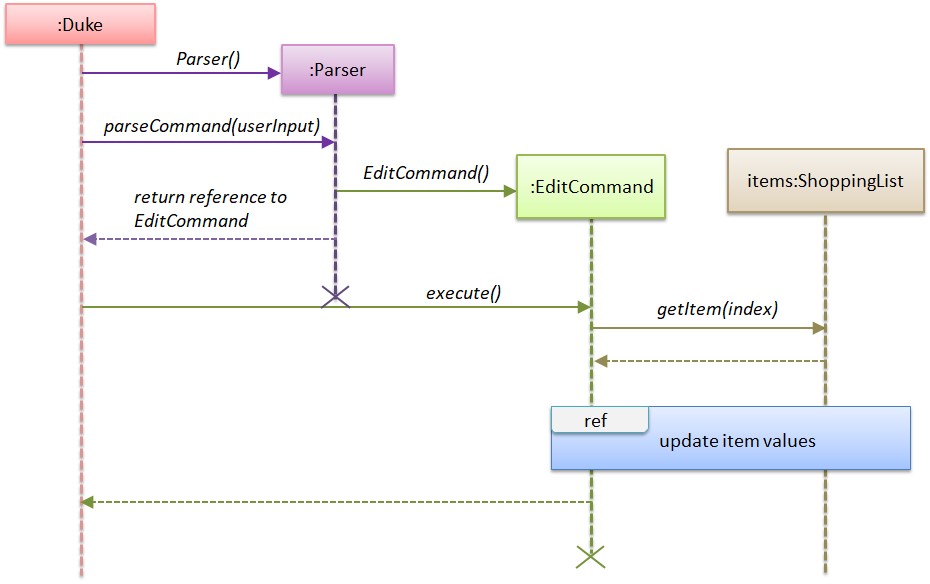 :Duke
Parser()
:Parser
parseCommand(userInput)
EditCommand()
:EditCommand
items:ShoppingList
return reference to
EditCommand
execute()
getItem(index)
ref
update item values